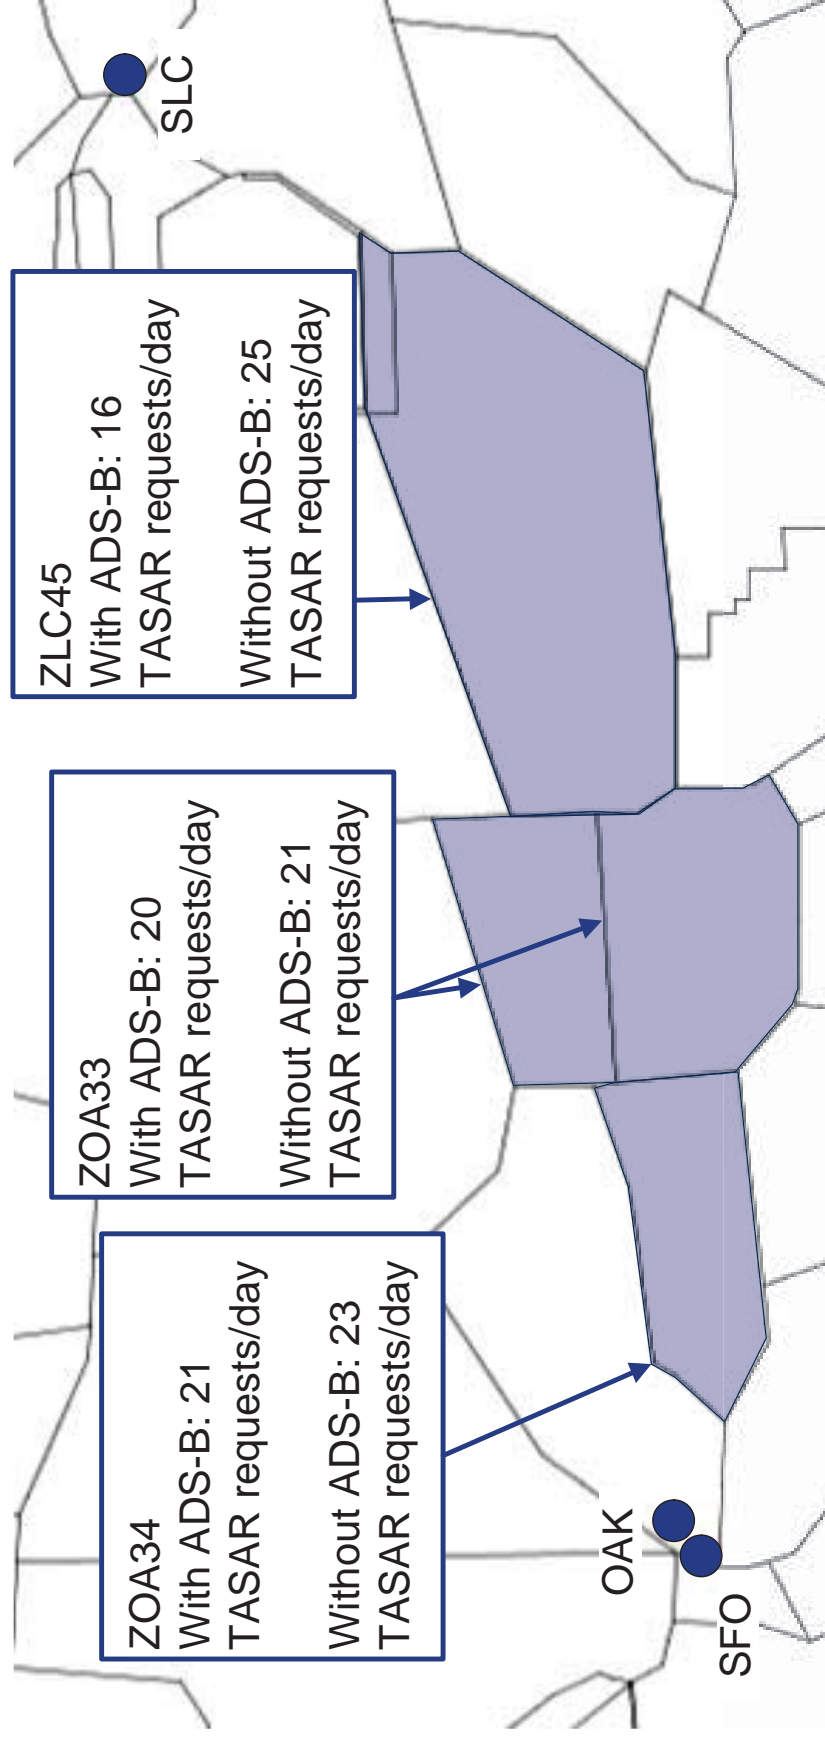 ZOA34
With ADS-B: 21
TASAR requests/day
Without ADS-B: 23
TASAR requests/day
ZOA33
With ADS-B: 20
TASAR requests/day
Without ADS-B: 21
TASAR requests/day
ZLC45
With ADS-B: 16
TASAR requests/day
Without ADS-B: 25
TASAR requests/day
SLC
OAK
SFO